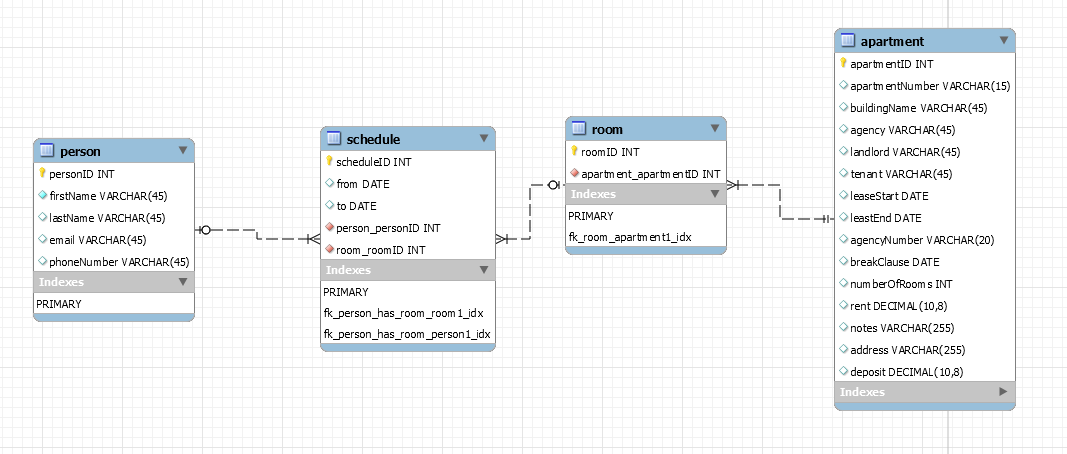 person
personID INT
firstName VARCHAR(45)
lastName VARCHAR(45)
email VARCHAR(45)
phoneNumber VARCHAR(45)
Indexes
PRIMARY
schedule
scheduleID INT
from DATE
to DATE
person_personID INT
room_roomID INT
Indexes
PRIMARY
fk_person_has_room_room1_idx
fk_person_has_room_person1_idx
room
roomID INT
apartment_apartmentID INT
Indexes
PRIMARY
fk_room_apartment1_idx
apartment
apartmentID INT
apartmentNumber VARCHAR(15)
buildingName VARCHAR(45)
agency VARCHAR(45)
landlord VARCHAR(45)
tenant VARCHAR(45)
leaseStart DATE
leastEnd DATE
agencyNumber VARCHAR(20)
breakClause DATE
numberOfRooms INT
rent DECIMAL(10,8)
notes VARCHAR(255)
address VARCHAR(255)
deposit DECIMAL(10,8)
Indexes